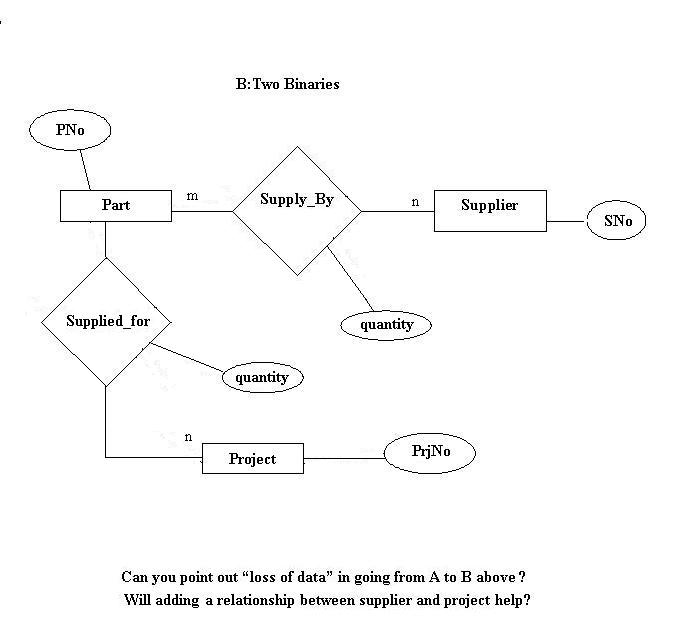 B:Two Binaries
PNo
m
Part
Supply_By
n
Supplier
SNo
Supplied_for
quantity
quantity
n
Project
PrjNo
Can you point out “loss of data” in going from A to B above ?
Will adding a relationship between supplier and project help?